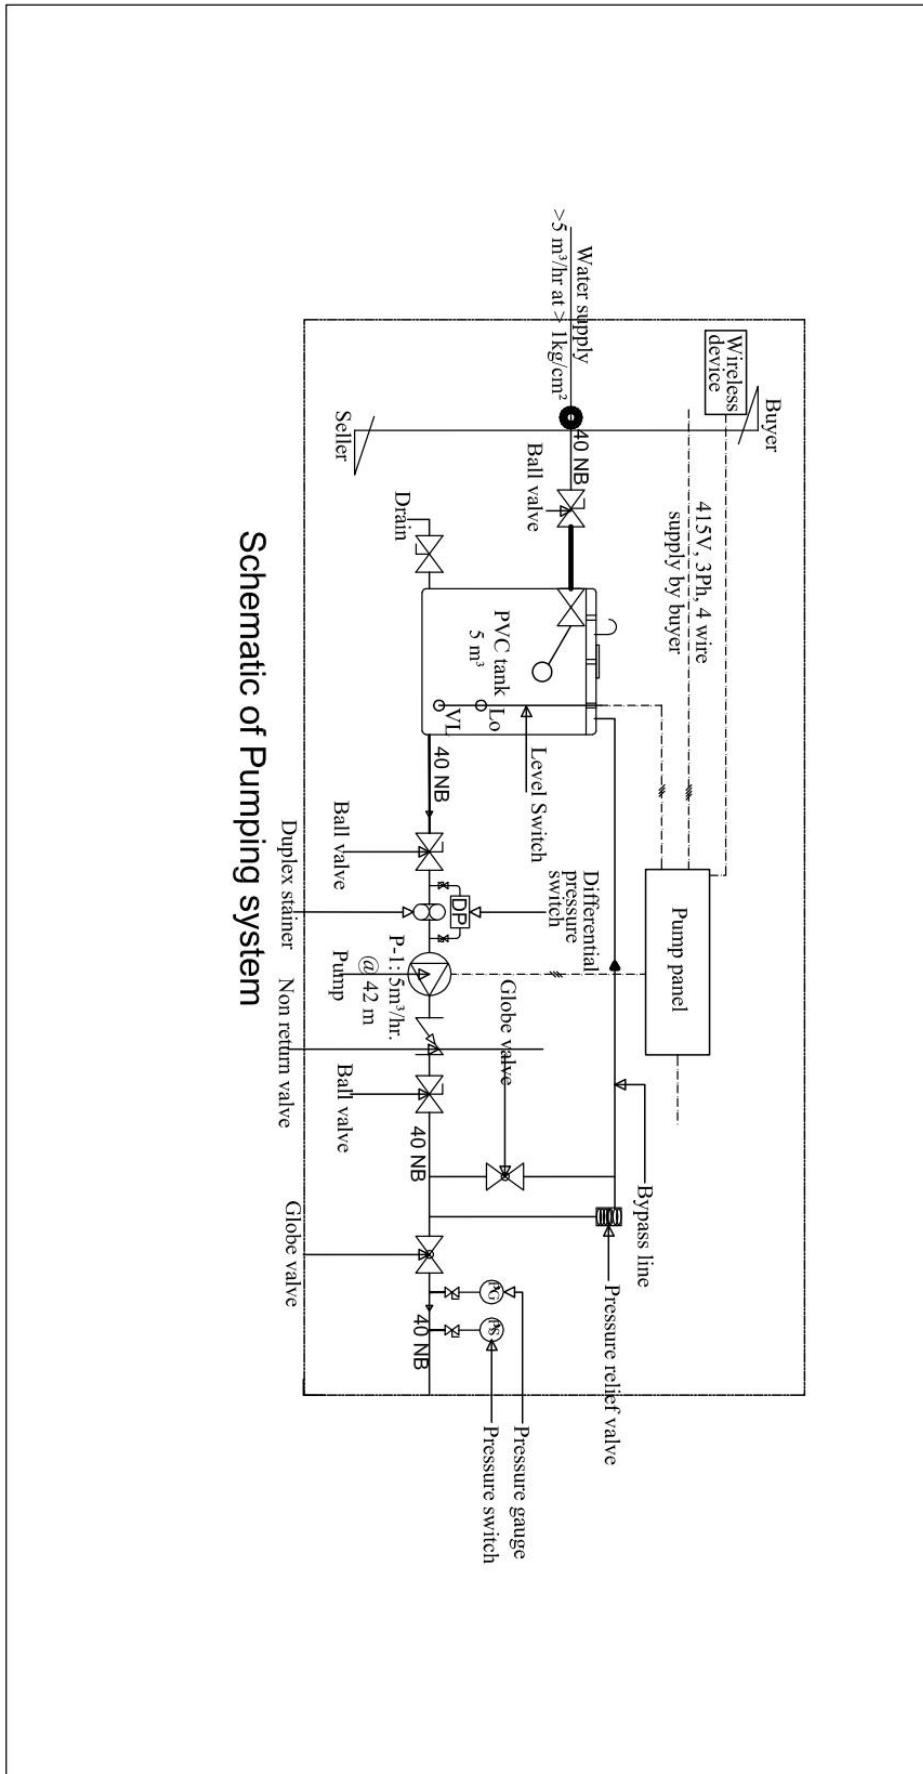 Water supply
>5 m³/hr at > 1kg/cm²
Wireless
device
Buyer
Seller
40 NB
Ball valve
415V, 3Ph, 4 wire
supply by buyer
Drain
PVC tank
5 m³
Lo
VL
Level Switch
40 NB
Ball valve
Duplex stainer
DP
Differential
pressure
switch
Pump panel
P-1: 5m³/hr.
@ 42 m
Pump
Non return valve
Globe valve
Ball valve
40 NB
Bypass line
Pressure relief valve
Globe valve
PG
PS
40 NB
Pressure gauge
Pressure switch
Schematic of Pumping system